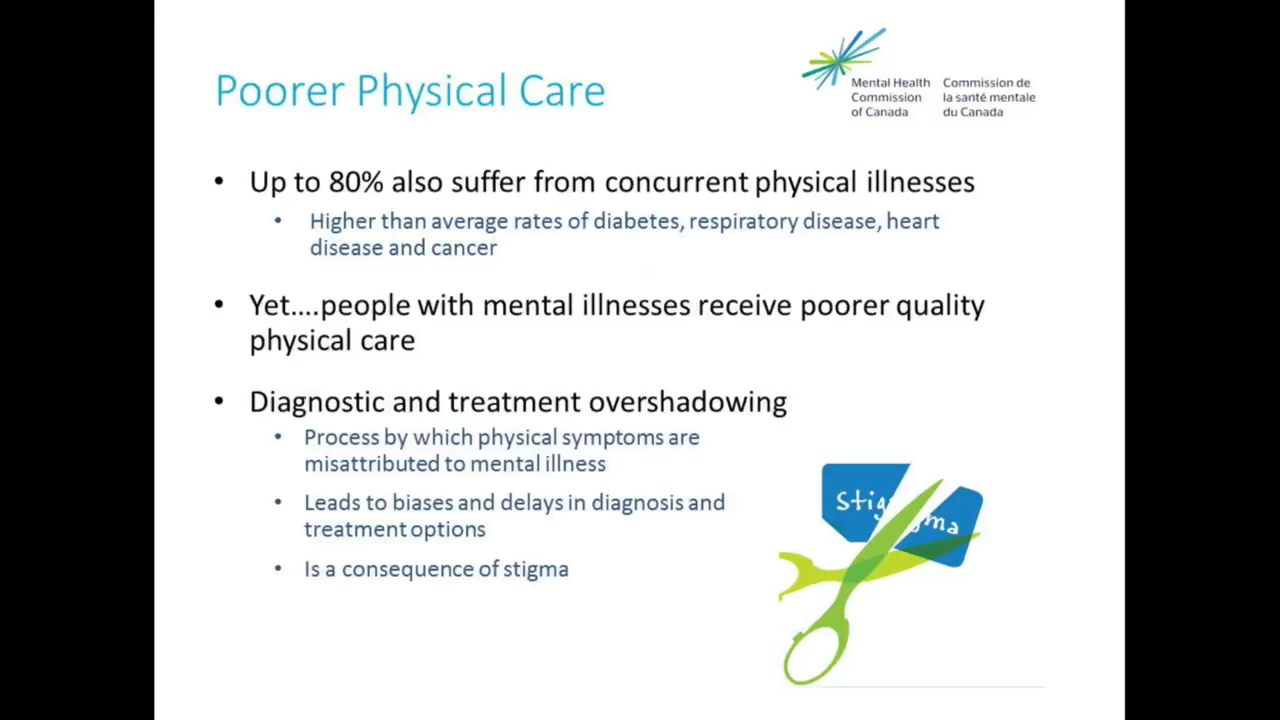 Poorer Physical Care
Mental Health
Commission
of Canada
Commission de
la santé mentale
du Canada
• Up to 80% also suffer from concurrent physical illnesses
• Higher than average rates of diabetes, respiratory disease, heart
disease and cancer
• Yet....people with mental illnesses receive poorer quality
physical care
• Diagnostic and treatment overshadowing
• Process by which physical symptoms are
misattributed to mental illness
• Leads to biases and delays in diagnosis and
treatment options
• Is a consequence of stigma
Stigma